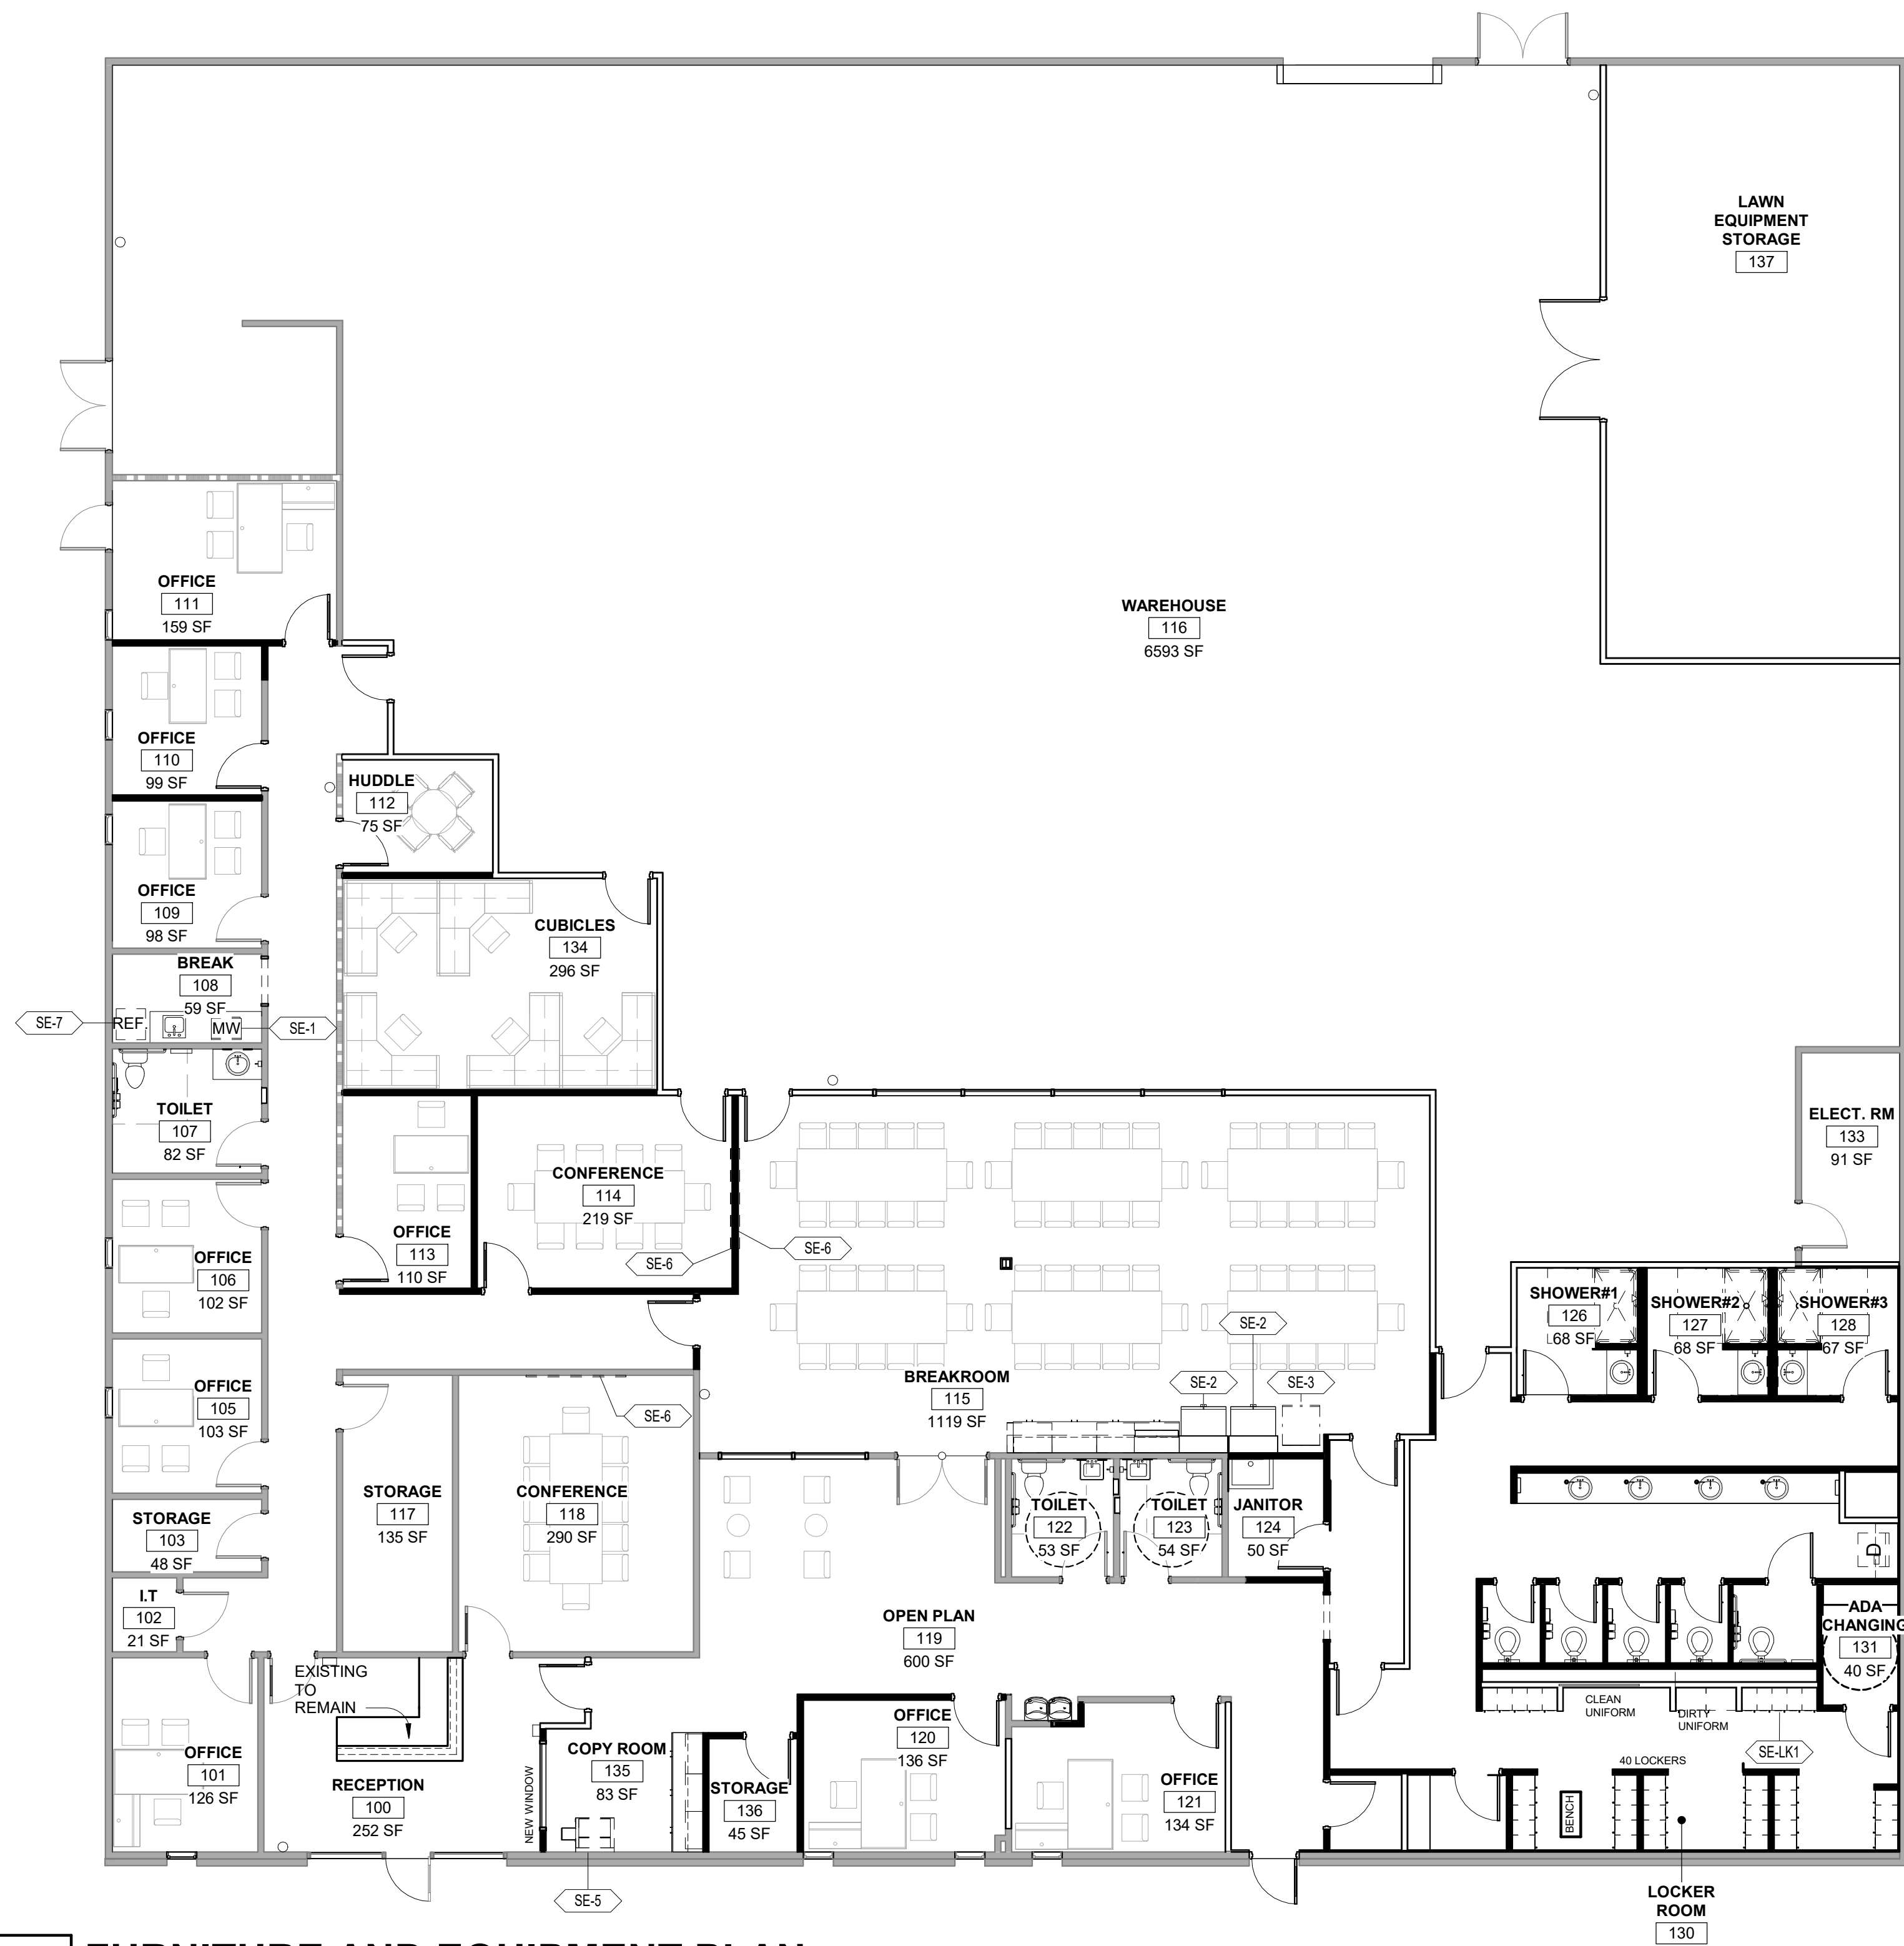 LAWN
EQUIPMENT
STORAGE
137
OFFICE
111
159 SF
WAREHOUSE
116
6593 SF
OFFICE
110
99 SF
HUDDLE
112
75 SF
OFFICE
109
98 SF
CUBICLES
134
296 SF
BREAK
108
59 SF
SE-7
REF.
MW
SE-1
TOILET
107
82 SF
ELECT. RM
133
91 SF
CONFERENCE
114
219 SF
OFFICE
113
110 SF
SE-6
SE-6
OFFICE
106
102 SF
SHOWER#1
126
68 SF
SHOWER#2
127
68 SF
SHOWER#3
128
67 SF
SE-2
SE-2
SE-3
BREAKROOM
115
1119 SF
OFFICE
105
103 SF
SE-6
STORAGE
117
135 SF
CONFERENCE
118
290 SF
STORAGE
103
48 SF
TOILET
122
53 SF
TOILET
123
54 SF
JANITOR
124
50 SF
D
I.T
102
21 SF
OPEN PLAN
119
600 SF
ADA
CHANGING
131
40 SF
EXISTING
TO
REMAIN
CLEAN
UNIFORM
DIRTY
UNIFORM
SE-LK1
40 LOCKERS
OFFICE
101
126 SF
RECEPTION
100
252 SF
NEW WINDOW
COPY ROOM
135
83 SF
STORAGE
136
45 SF
OFFICE
120
136 SF
OFFICE
121
134 SF
BENCH
SE-5
LOCKER
ROOM
130
FURNITURE AND EQUIPMENT PLAN